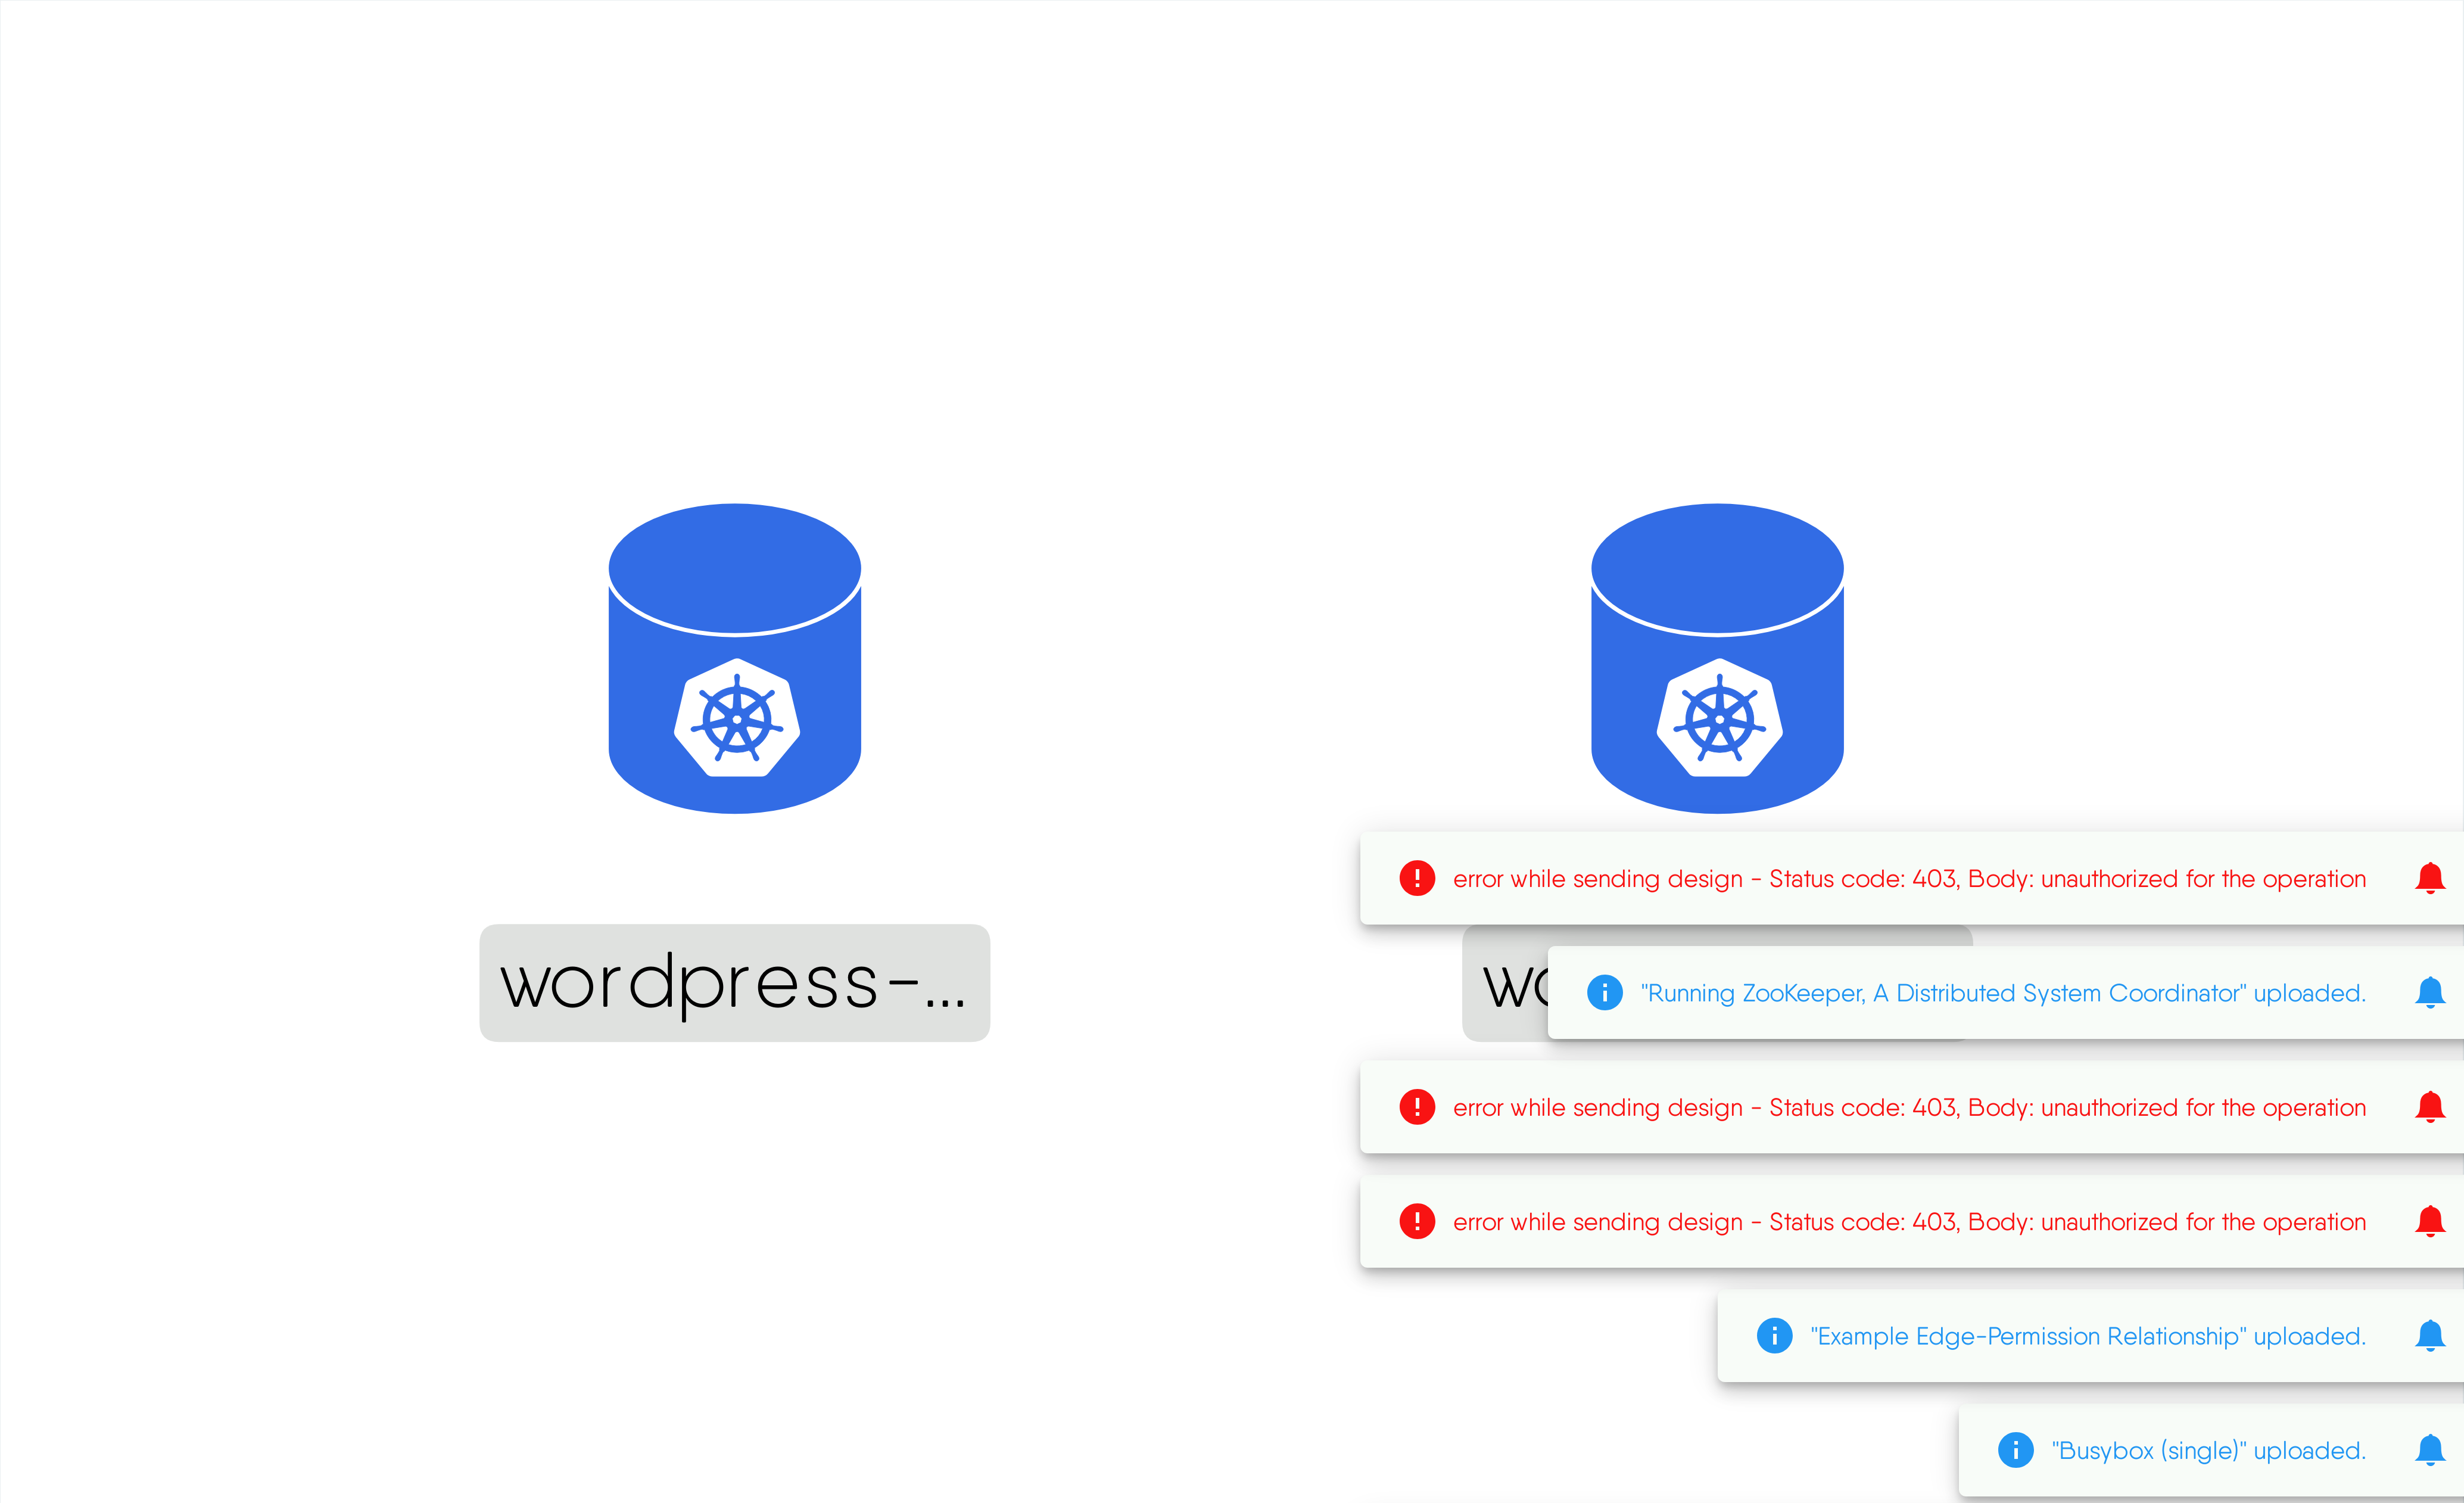 wordpress-...
error while sending design - Status code: 403, Body: unauthorized for the operation
"Running ZooKeeper, A Distributed System Coordinator" uploaded.
error while sending design - Status code: 403, Body: unauthorized for the operation
error while sending design - Status code: 403, Body: unauthorized for the operation
"Example Edge-Permission Relationship" uploaded.
"Busybox (single)" uploaded.